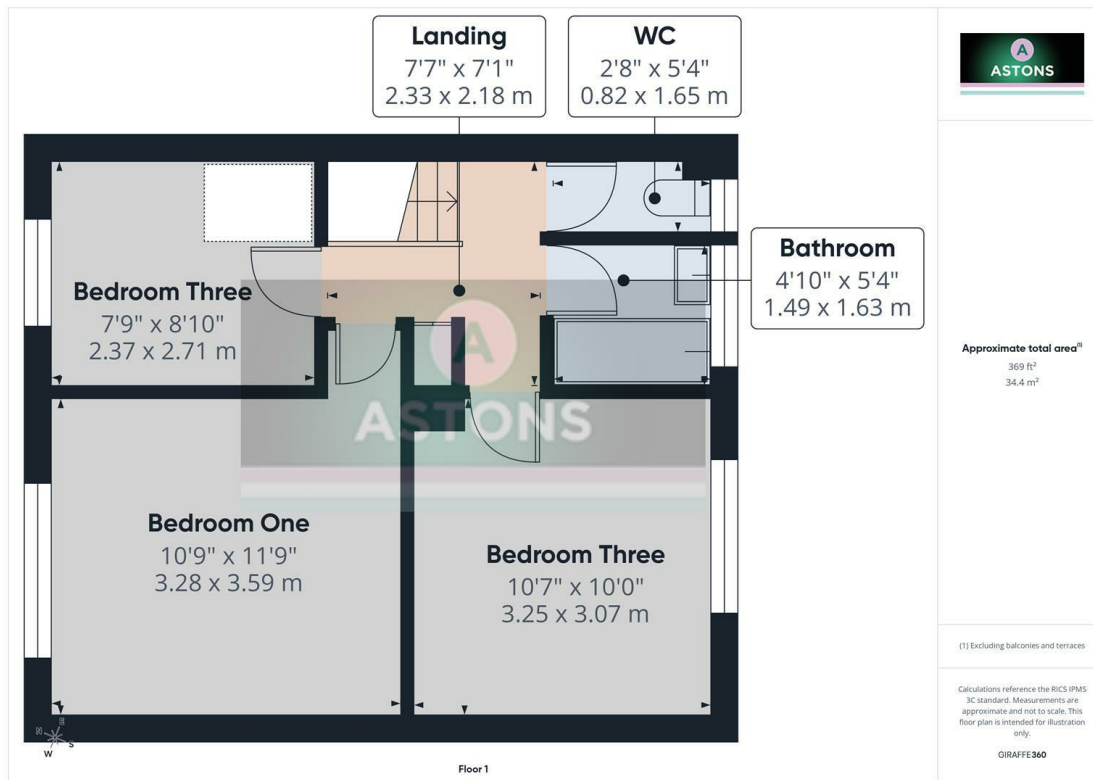 Landing
7'7" x 7'1"
2.33 x 2.18 m
WC
2'8" x 5'4"
0.82 x 1.65 m
A
ASTONS
Bathroom
4'10" x 5'4"
1.49 x 1.63 m
Bedroom Three
7'9" x 8'10"
2.37 x 2.71 m
A
ASTONS
Approximate total area(1)
369 ft²
34.4 m²
Bedroom One
10'9" x 11'9"
3.28 x 3.59 m
Bedroom Three
10'7" x 10'0"
3.25 x 3.07 m
(1) Excluding balconies and terraces
Calculations reference the RICS IPMS
3C standard. Measurements are
approximate and not to scale. This
floor plan is intended for illustration
only.
GIRAFFE360
N
E
S
W
Floor 1